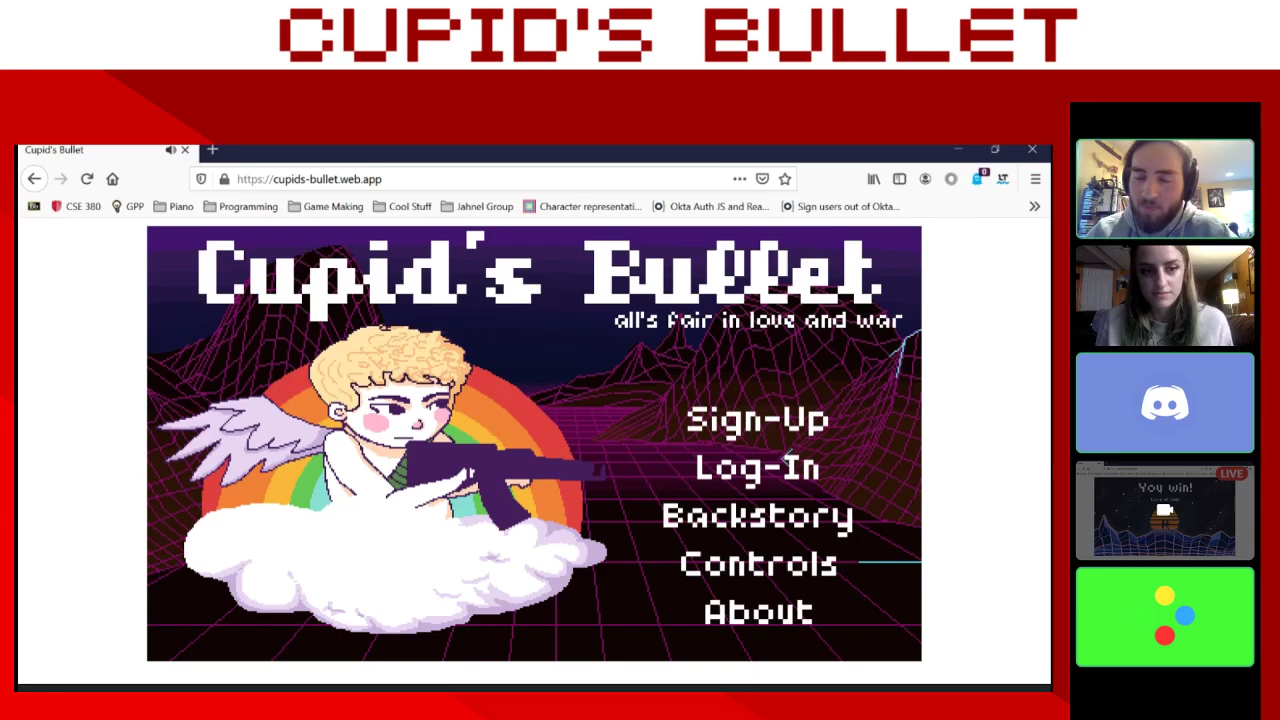 CUPID'S BULLET
Cupid's Bullet
https://cupids-bullet.web.app
0
CSE 380 GPP Piano Programming Game Making Cool Stuff Jahnel Group Character representati... Okta Auth JS and Rea... Sign users out of Okta...
Cupid's Bullet
all's fair in love and war
Sign-Up
Log-In
Backstory
Controls
About
LIVE
You win!